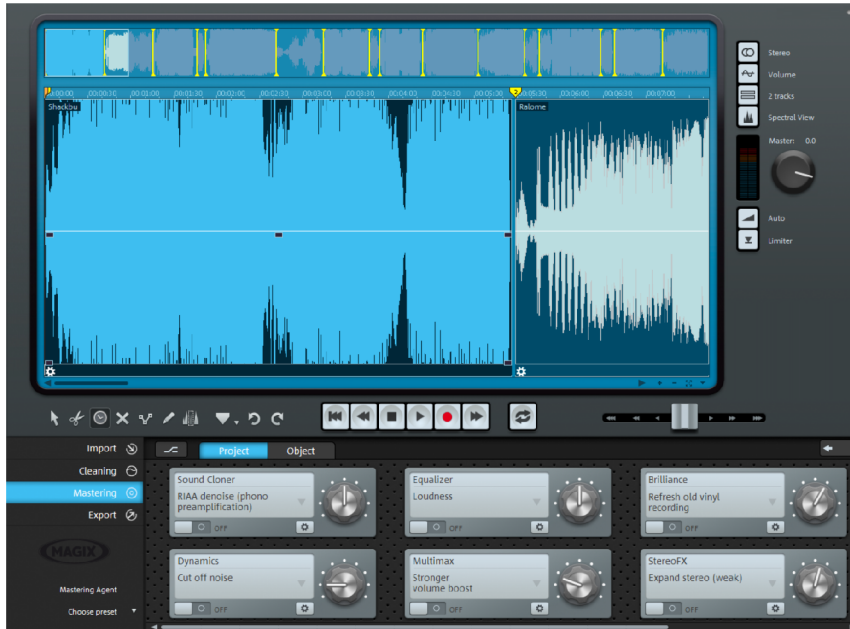 Stereo
Volume
2 tracks
Spectral View
Master: 0.0
Auto
Limiter
00:00:30 00:01:00 00:01:30 00:02:00 00:02:30 00:03:00 00:03:30 00:04:00 00:04:30 00:05:00 00:05:30 00:06:00 00:06:30 00:07:00
Shackbu
2
Ralome
Import
Cleaning
Mastering
Export
MAGIX
Mastering Agent
Choose preset
Project Object
Sound Cloner
RIAA denoise (phono
preamplification)
OFF
Equalizer
Loudness
OFF
Brilliance
Refresh old vinyl
recording
OFF
Dynamics
Cut off noise
OFF
Multimax
Stronger
volume boost
OFF
StereoFX
Expand stereo (weak)
OFF